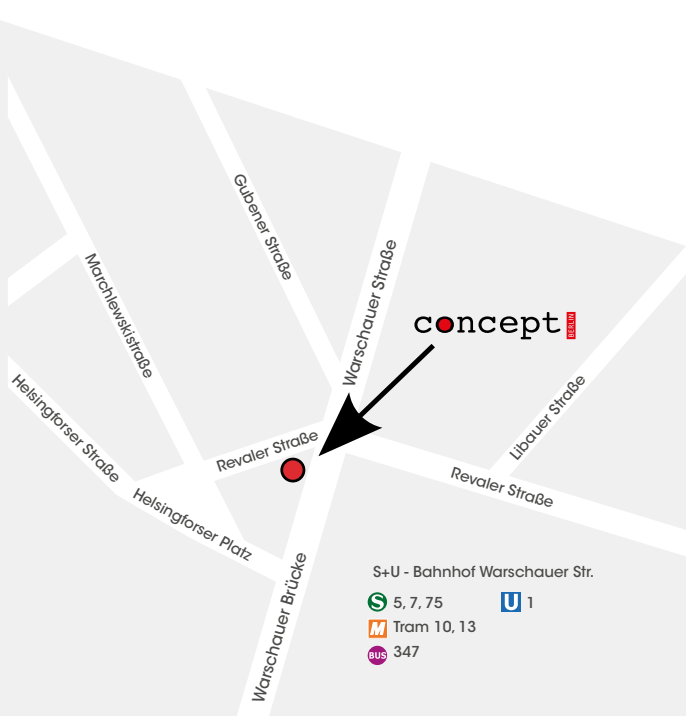 Gubener Straße
Warschauer Straße
Marchlewskistraße
concept
BERLIN
Helsingforser Straße
Libauer Straße
Revaler Straße
Revaler Straße
Helsingforser Platz
Warschauer Brücke
S+U - Bahnhof Warschauer Str.
S 5, 7, 75 U 1
M Tram 10, 13
BUS 347